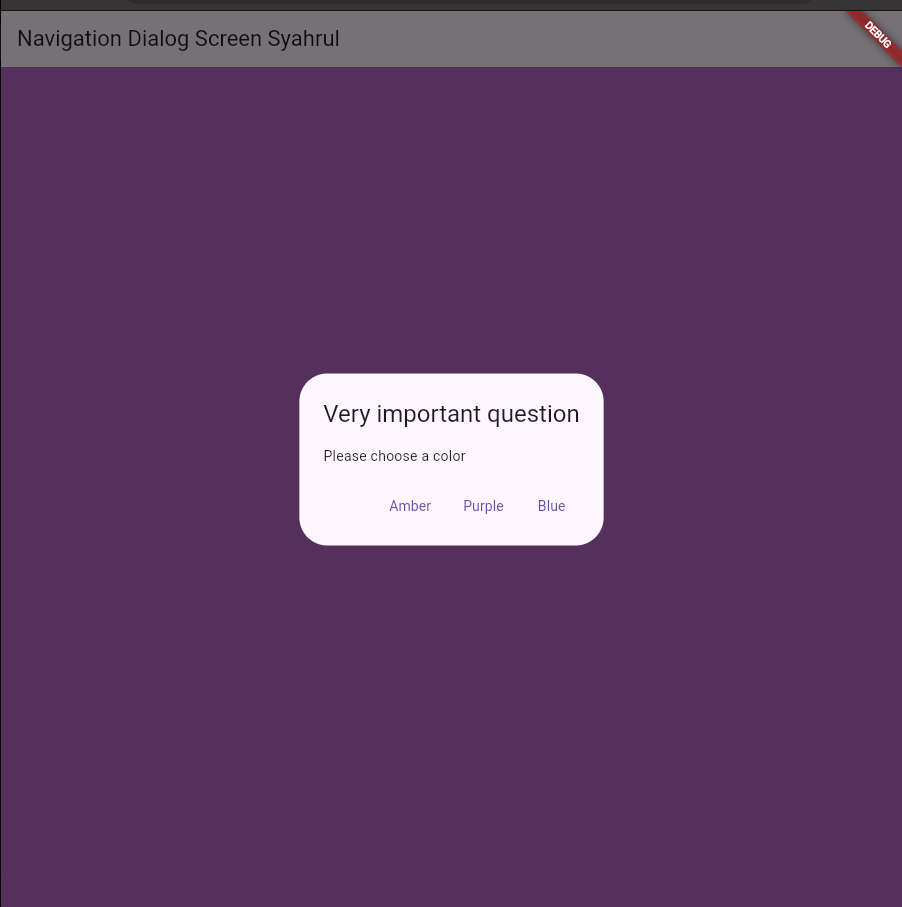 Navigation Dialog Screen Syahrul
DEBUG
Very important question
Please choose a color
Amber Purple Blue